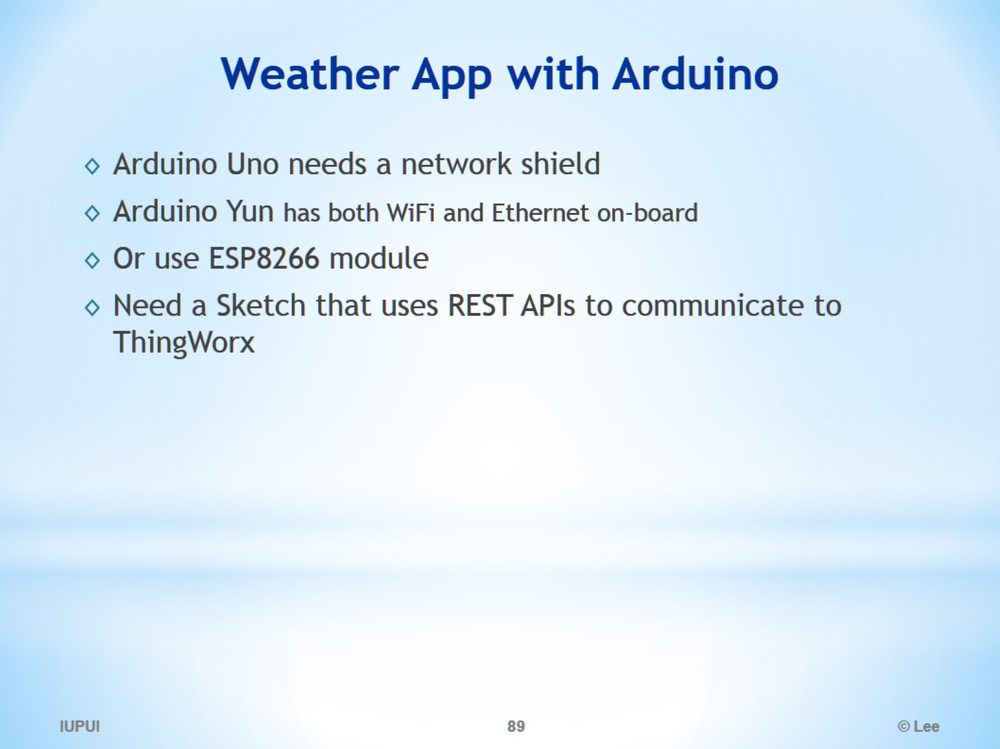 Weather App with Arduino
◇ Arduino Uno needs a network shield
◇ Arduino Yun has both WiFi and Ethernet on-board
◇ Or use ESP8266 module
◇ Need a Sketch that uses REST APIs to communicate to
ThingWorx
IUPUI 89 © Lee